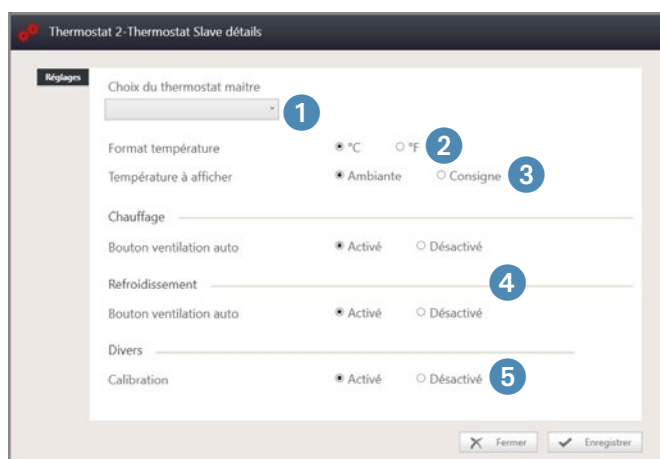 Thermostat 2-Thermostat Slave détails
Réglages
Choix du thermostat maitre
1
Format température °C °F 2
Température à afficher Ambiante Consigne 3
Chauffage
Bouton ventilation auto Activé Désactivé
Refroidissement 4
Bouton ventilation auto Activé Désactivé
Divers
Calibration Activé Désactivé 5
Fermer Enregistrer